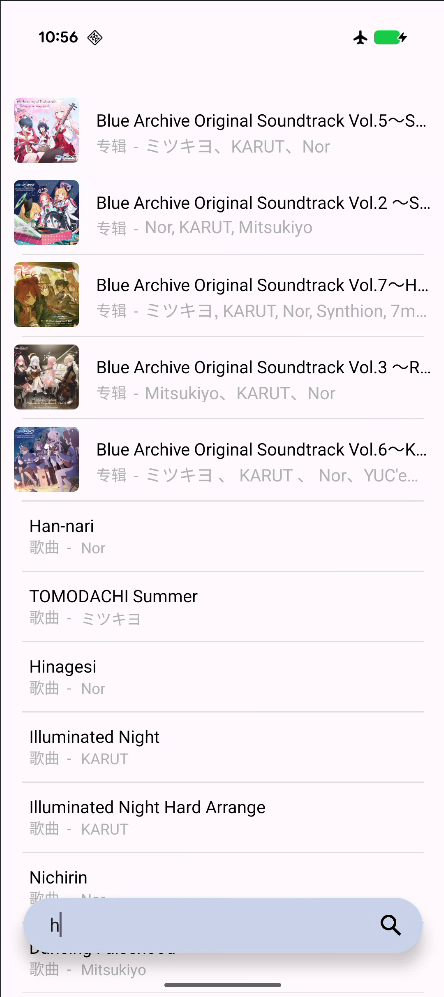 10:56
Blue Archive Original Soundtrack Vol.5～S...
专辑 - ミツキヨ、KARUT、Nor
Blue Archive Original Soundtrack Vol.2 ～S...
专辑 - Nor, KARUT, Mitsukiyo
Blue Archive Original Soundtrack Vol.7～H...
专辑 - ミツキヨ, KARUT, Nor, Synthion, 7m...
Blue Archive Original Soundtrack Vol.3 ～R...
专辑 - Mitsukiyo、KARUT、Nor
Blue Archive Original Soundtrack Vol.6～K...
专辑 - ミツキヨ 、 KARUT 、 Nor、YUC'e...
Han-nari
歌曲 - Nor
TOMODACHI Summer
歌曲 - ミツキヨ
Hinagesi
歌曲 - Nor
Illuminated Night
歌曲 - KARUT
Illuminated Night Hard Arrange
歌曲 - KARUT
Nichirin
歌曲 - Nor
h
歌曲 - Mitsukiyo